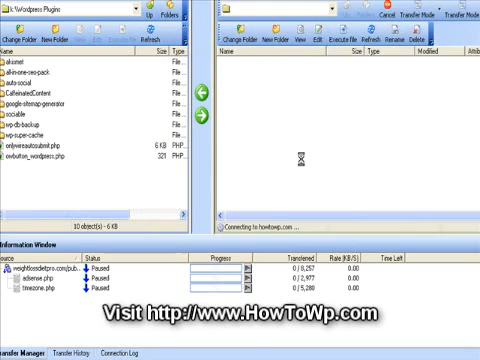 k:\Wordpress Plugins
Up Folders
Cancel Transfer Mode Transfer Mode
Change Folder New Folder View Edit Refresh
Change Folder New Folder View Edit Execute file Refresh Rename Delete
Name Size Type
Name Size Type Modified Attrib
akismet File...
all-in-one-seo-pack File...
auto-social File...
CaffeinatedContent File...
google-sitemap-generator File...
sociable File...
wp-db-backup File...
wp-super-cache File...
onlywireautosubmit.php 6 KB PHP...
owbutton_wordpress.php 321 PHP...
10 object(s) - 6 KB
Connecting to howtowp.com ...
Information Window
Source Status Progress Transferred Rate (KB/S) Time Left
weightlossdietpro.com/pub... Paused 0 / 8,257 0.00
adsense.php Paused 0 / 2,977 0.00
timezone.php Paused 0 / 5,280 0.00
Visit http://www.HowToWp.com
Transfer Manager Transfer History Connection Log